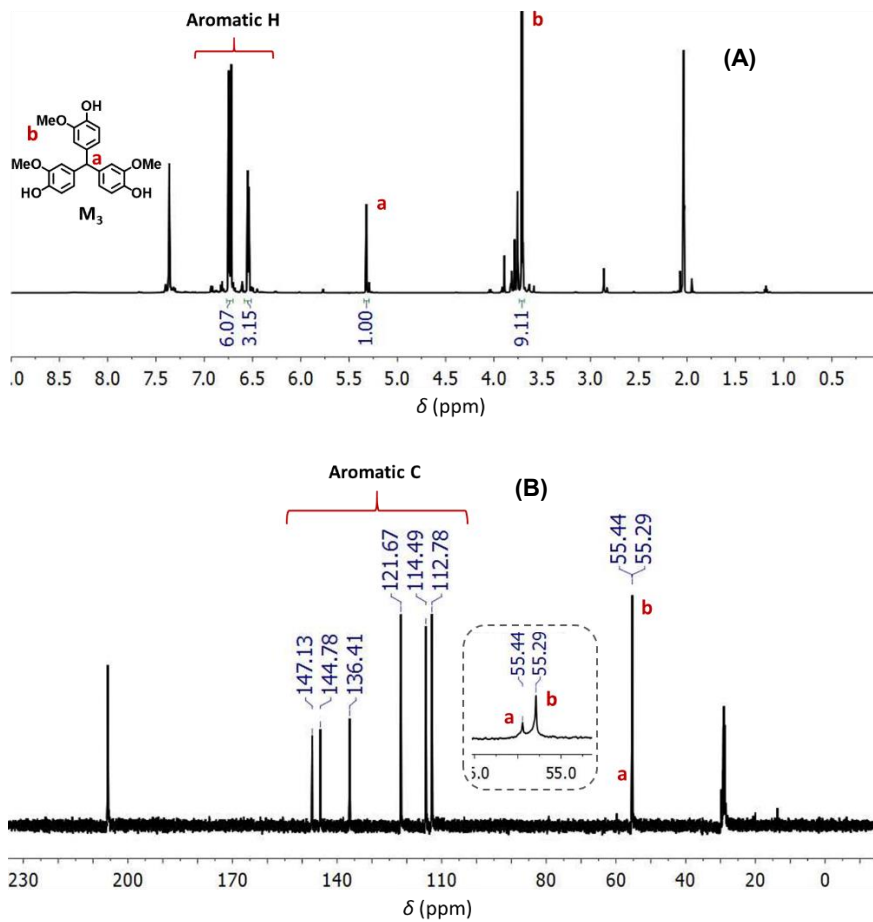 Aromatic H
b
(A)
OH
MeO
b
a
MeO
OMe
HO
OH
M₃
a
6.07
3.15
1.00
9.11
.0 8.5 8.0 7.5 7.0 6.5 6.0 5.5 5.0 4.5 4.0 3.5 3.0 2.5 2.0 1.5 1.0 0.5
δ (ppm)
Aromatic C
(B)
147.13
144.78
136.41
121.67
114.49
112.78
55.44
55.29
b
a
55.44
55.29
a
b
5.0 55.0
230 200 170 140 110 80 60 40 20 0
δ (ppm)